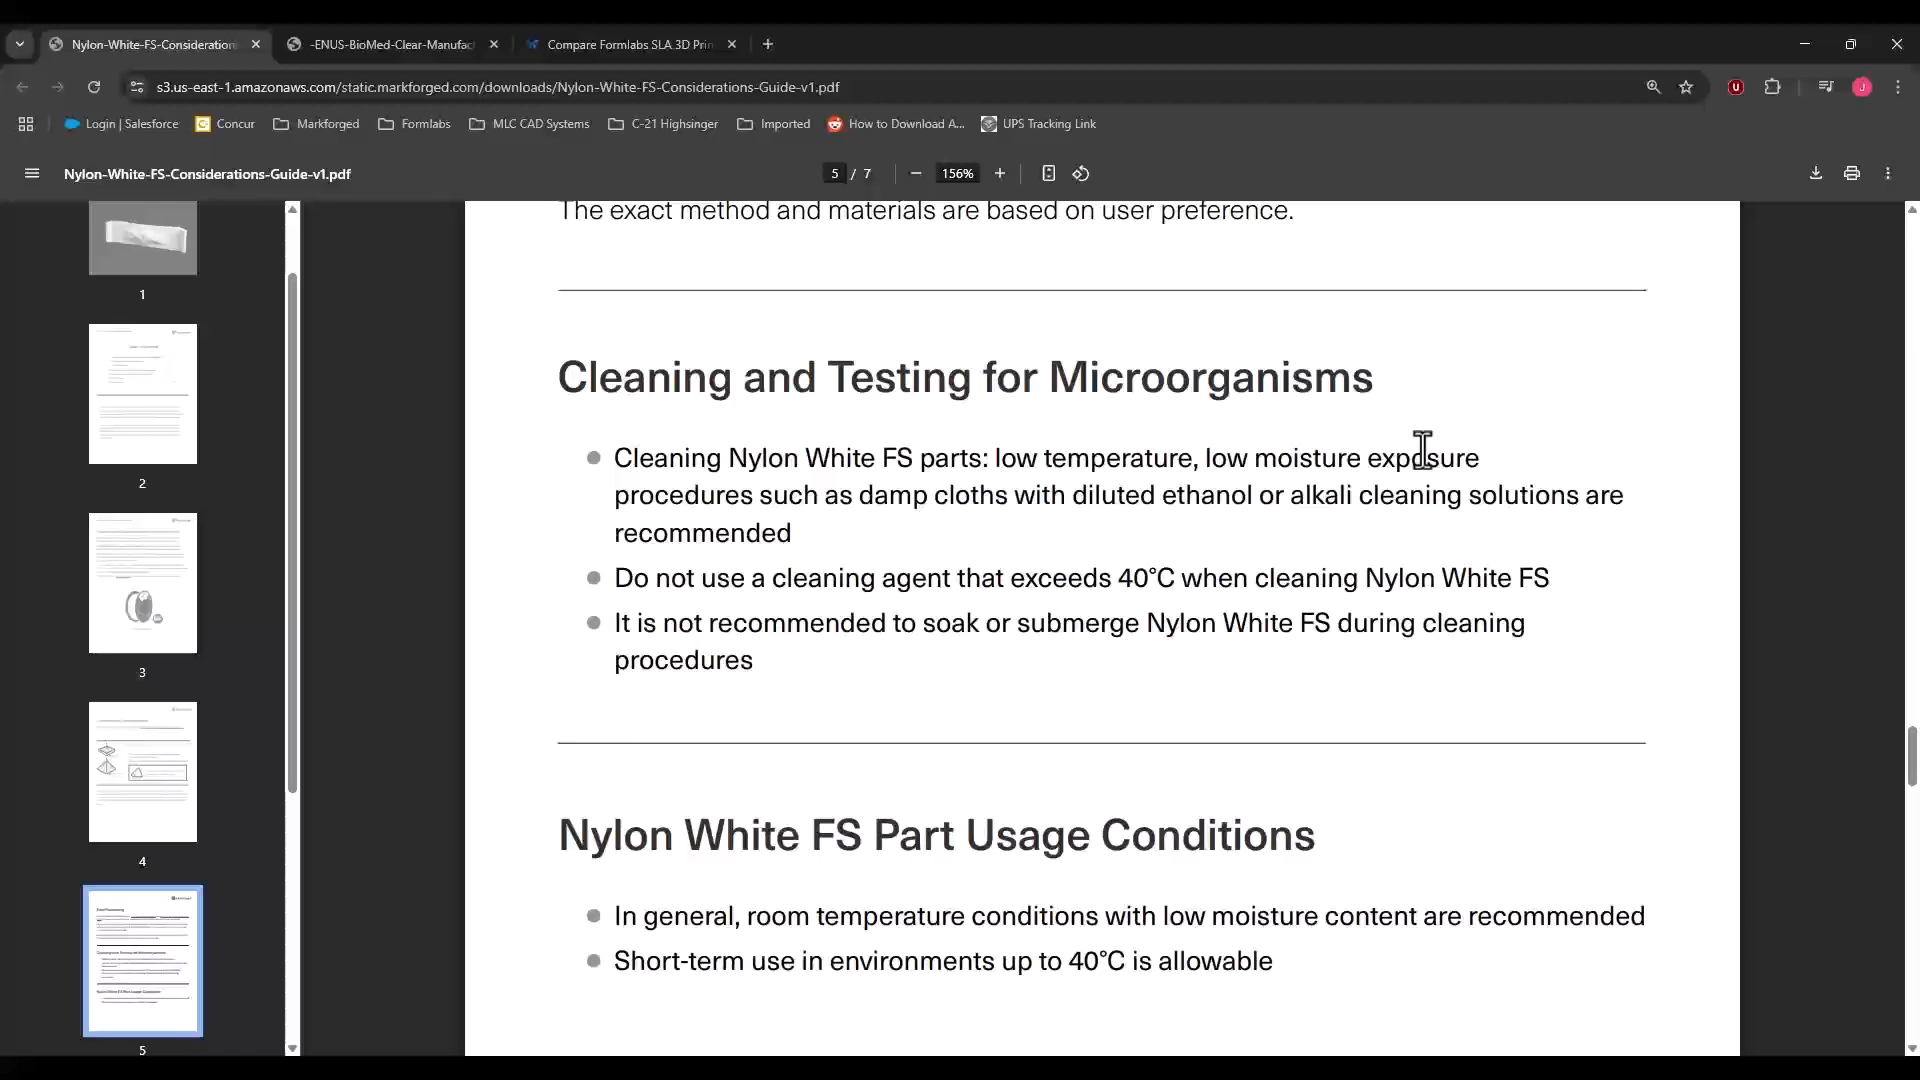 Nylon-White-FS-Consideration
-ENUS-BioMed-Clear-Manufac
Compare Formlabs SLA 3D Prin
s3.us-east-1.amazonaws.com/static.markforged.com/downloads/Nylon-White-FS-Considerations-Guide-v1.pdf
U
J
Login | Salesforce
Concur
Markforged
Formlabs
MLC CAD Systems
C-21 Highsinger
Imported
How to Download A...
UPS Tracking Link
Nylon-White-FS-Considerations-Guide-v1.pdf
5 / 7
156%
1
2
3
4
5
The exact method and materials are based on user preference.
Cleaning and Testing for Microorganisms
Cleaning Nylon White FS parts: low temperature, low moisture exposure
procedures such as damp cloths with diluted ethanol or alkali cleaning solutions are
recommended
Do not use a cleaning agent that exceeds 40°C when cleaning Nylon White FS
It is not recommended to soak or submerge Nylon White FS during cleaning
procedures
Nylon White FS Part Usage Conditions
In general, room temperature conditions with low moisture content are recommended
Short-term use in environments up to 40°C is allowable